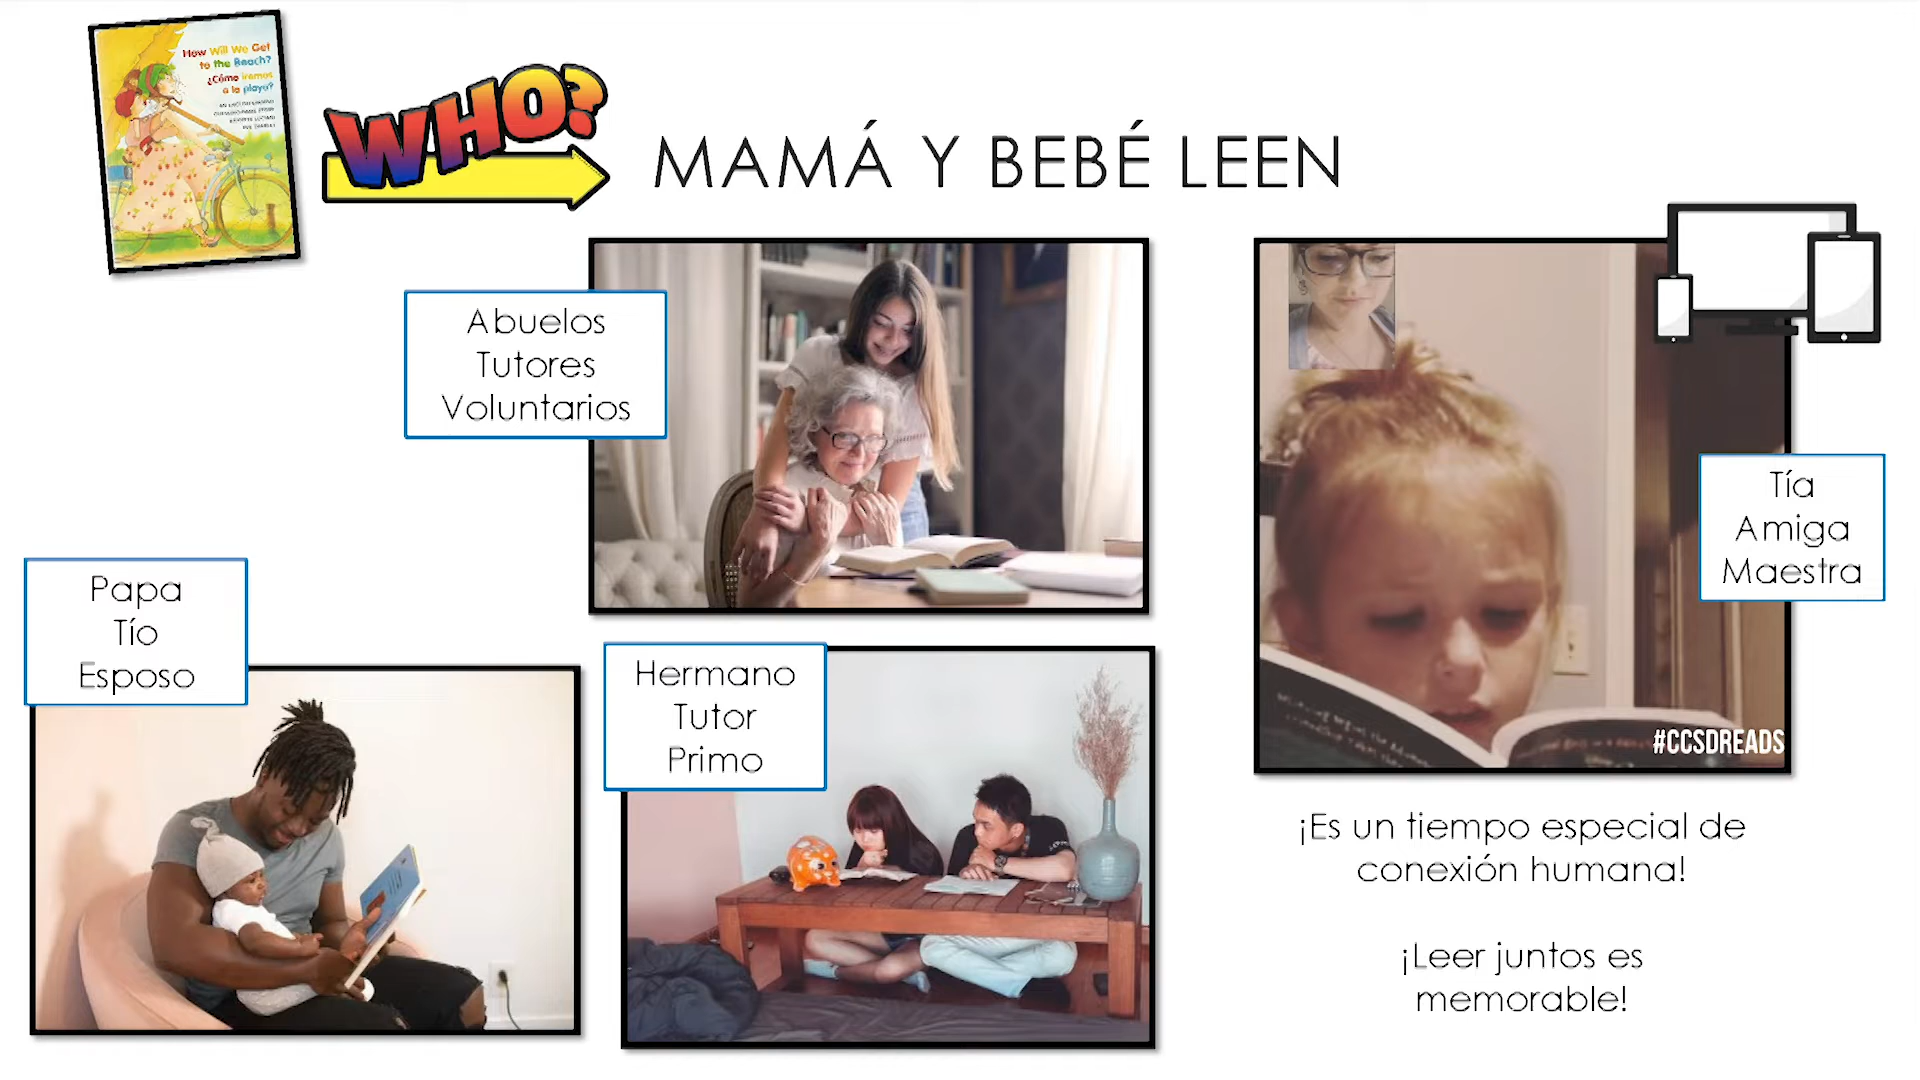 How Will We Get
to the Beach?
¿Cómo iremos
a la playa?
WHO?
MAMÁ Y BEBÉ LEEN
Abuelos
Tutores
Voluntarios
Tía
Amiga
Maestra
Papa
Tío
Esposo
Hermano
Tutor
Primo
#CCSDREADS
¡Es un tiempo especial de
conexión humana!
¡Leer juntos es
memorable!